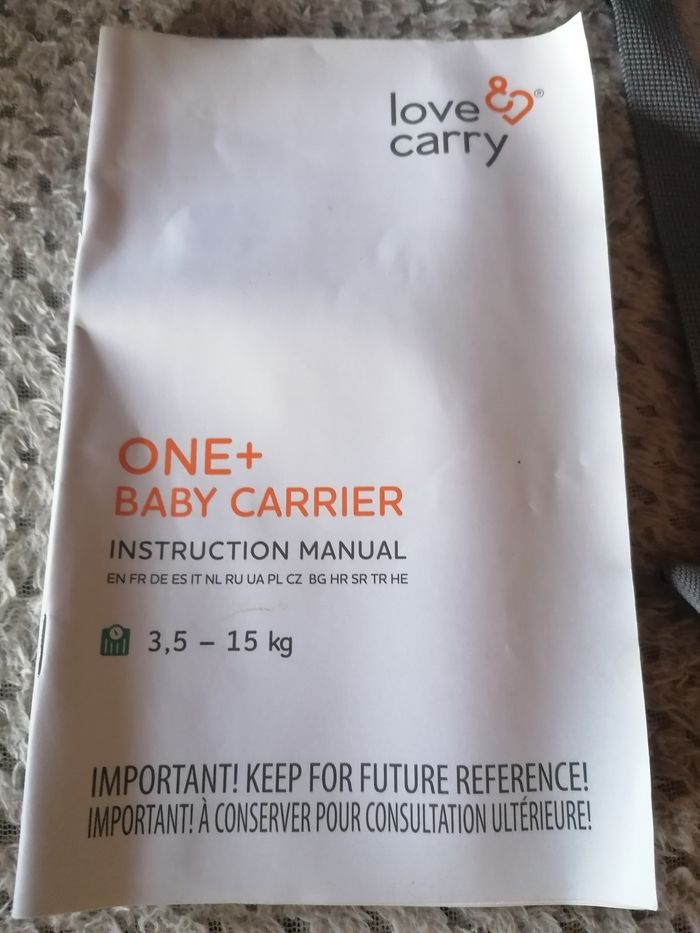 love &
carry
®
ONE+
BABY CARRIER
INSTRUCTION MANUAL
EN FR DE ES IT NL RU UA PL CZ BG HR SR TR HE
3,5 – 15 kg
IMPORTANT! KEEP FOR FUTURE REFERENCE!
IMPORTANT! À CONSERVER POUR CONSULTATION ULTÉRIEURE!